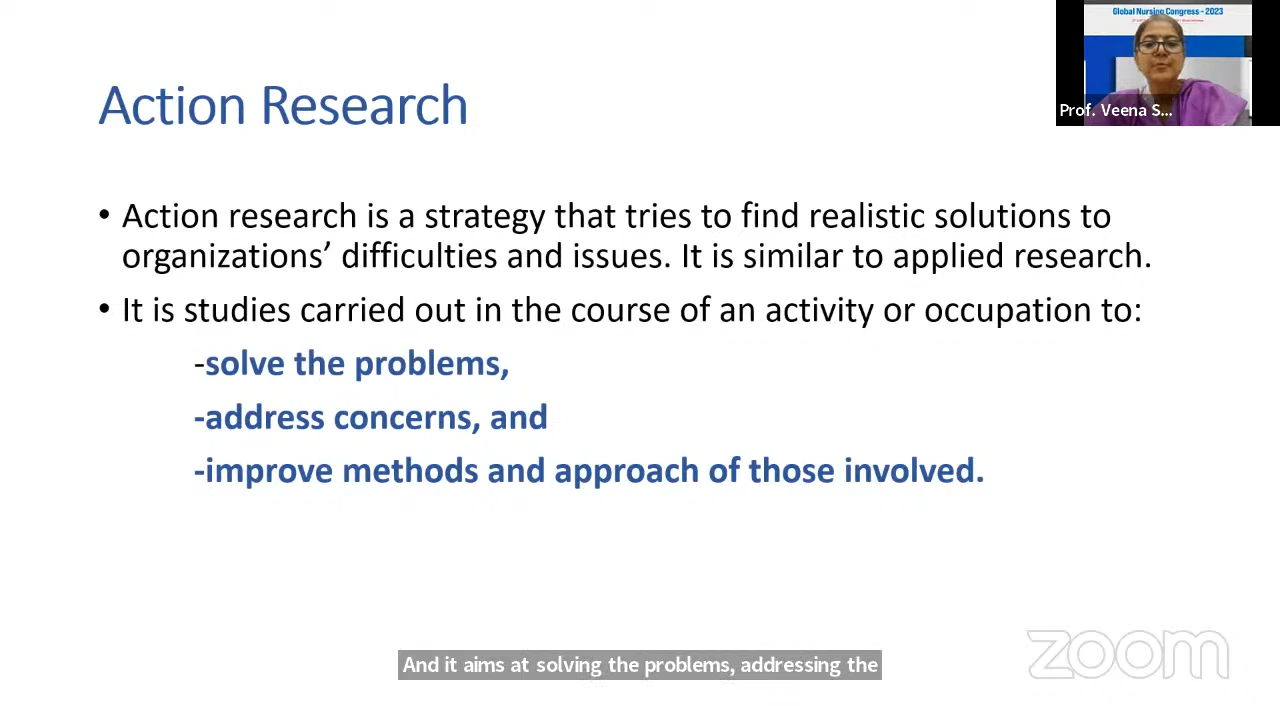 Global Nursing Congress - 2023
Prof. Veena S...
Action Research
• Action research is a strategy that tries to find realistic solutions to
organizations’ difficulties and issues. It is similar to applied research.
• It is studies carried out in the course of an activity or occupation to:
-solve the problems,
-address concerns, and
-improve methods and approach of those involved.
And it aims at solving the problems, addressing the
zoom